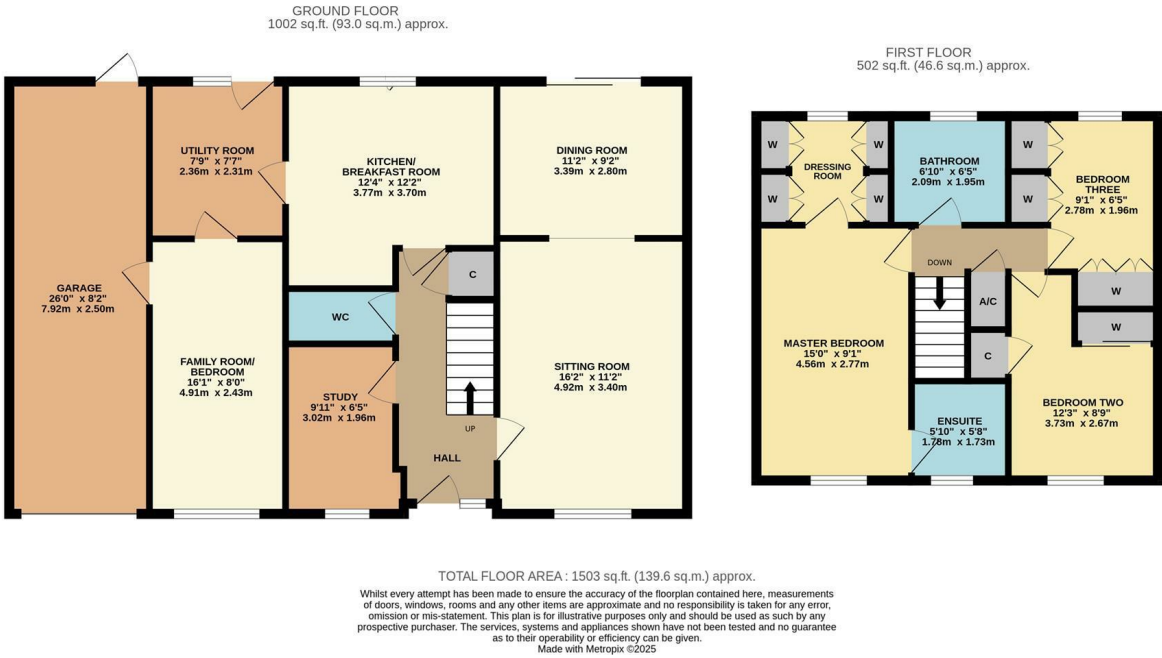 GROUND FLOOR
1002 sq.ft. (93.0 sq.m.) approx.
UTILITY ROOM
7'9" x 7'7"
2.36m x 2.31m
KITCHEN/
BREAKFAST ROOM
12'4" x 12'2"
3.77m x 3.70m
DINING ROOM
11'2" x 9'2"
3.39m x 2.80m
GARAGE
26'0" x 8'2"
7.92m x 2.50m
C
WC
FAMILY ROOM/
BEDROOM
16'1" x 8'0"
4.91m x 2.43m
STUDY
9'11" x 6'5"
3.02m x 1.96m
SITTING ROOM
16'2" x 11'2"
4.92m x 3.40m
UP
HALL
FIRST FLOOR
502 sq.ft. (46.6 sq.m.) approx.
W
W
W
W
DRESSING
ROOM
BATHROOM
6'10" x 6'5"
2.09m x 1.95m
W
W
BEDROOM
THREE
9'1" x 6'5"
2.78m x 1.96m
DOWN
W
W
A/C
C
MASTER BEDROOM
15'0" x 9'1"
4.56m x 2.77m
BEDROOM TWO
12'3" x 8'9"
3.73m x 2.67m
ENSUITE
5'10" x 5'8"
1.78m x 1.73m
TOTAL FLOOR AREA : 1503 sq.ft. (139.6 sq.m.) approx.
Whilst every attempt has been made to ensure the accuracy of the floorplan contained here, measurements
of doors, windows, rooms and any other items are approximate and no responsibility is taken for any error,
omission or mis-statement. This plan is for illustrative purposes only and should be used as such by any
prospective purchaser. The services, systems and appliances shown have not been tested and no guarantee
as to their operability or efficiency can be given.
Made with Metropix ©2025